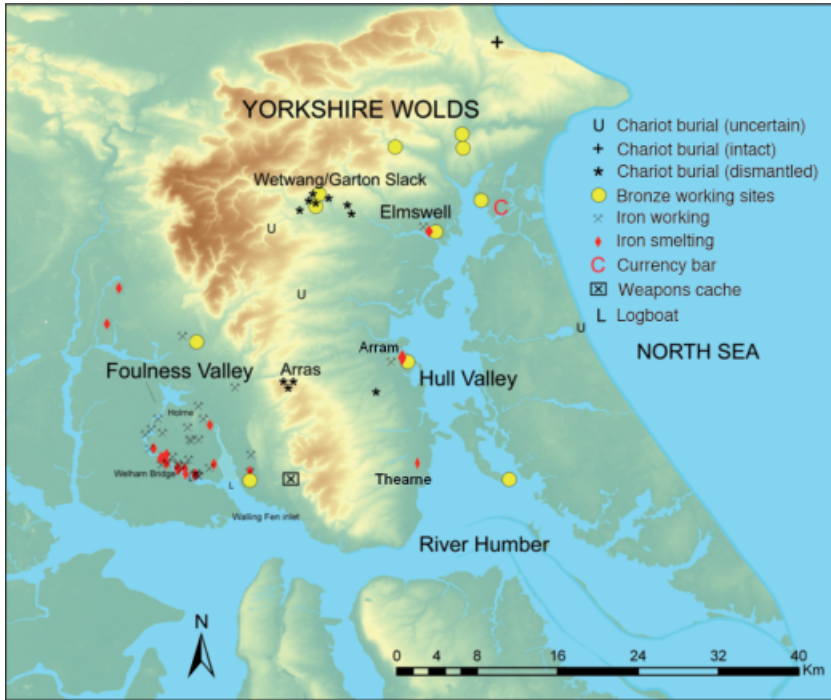 YORKSHIRE WOLDS
U Chariot burial (uncertain)
Chariot burial (intact)
Chariot burial (dismantled)
Bronze working sites
Iron working
Iron smelting
C Currency bar
Weapons cache
L Logboat
Wetwang/Garton Slack
Elmswell
C
U
U
U
NORTH SEA
Arram
Foulness Valley
Arras
Hull Valley
Holme
Welham Bridge
Thearne
L
Walling Fen inlet
River Humber
N
0 4 8 16 24 32 40
Km